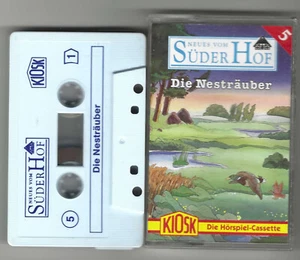 KIOSK
1
NEUES VOM
SÜDER HOF
Die Nesträuber
5
NEUES VOM
SÜDER HOF
5
Die Nesträuber
KIOSK
Die Hörspiel-Cassette